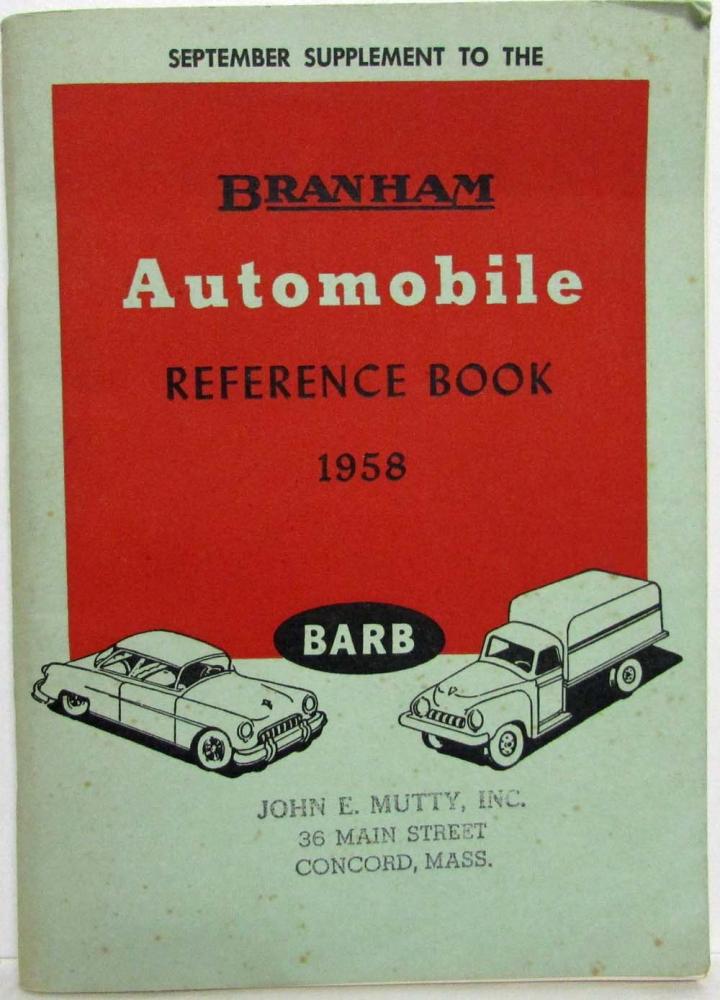 SEPTEMBER SUPPLEMENT TO THE
BRANHAM
Automobile
REFERENCE BOOK
1958
BARB
JOHN E. MUTTY, INC.
36 MAIN STREET
CONCORD, MASS.